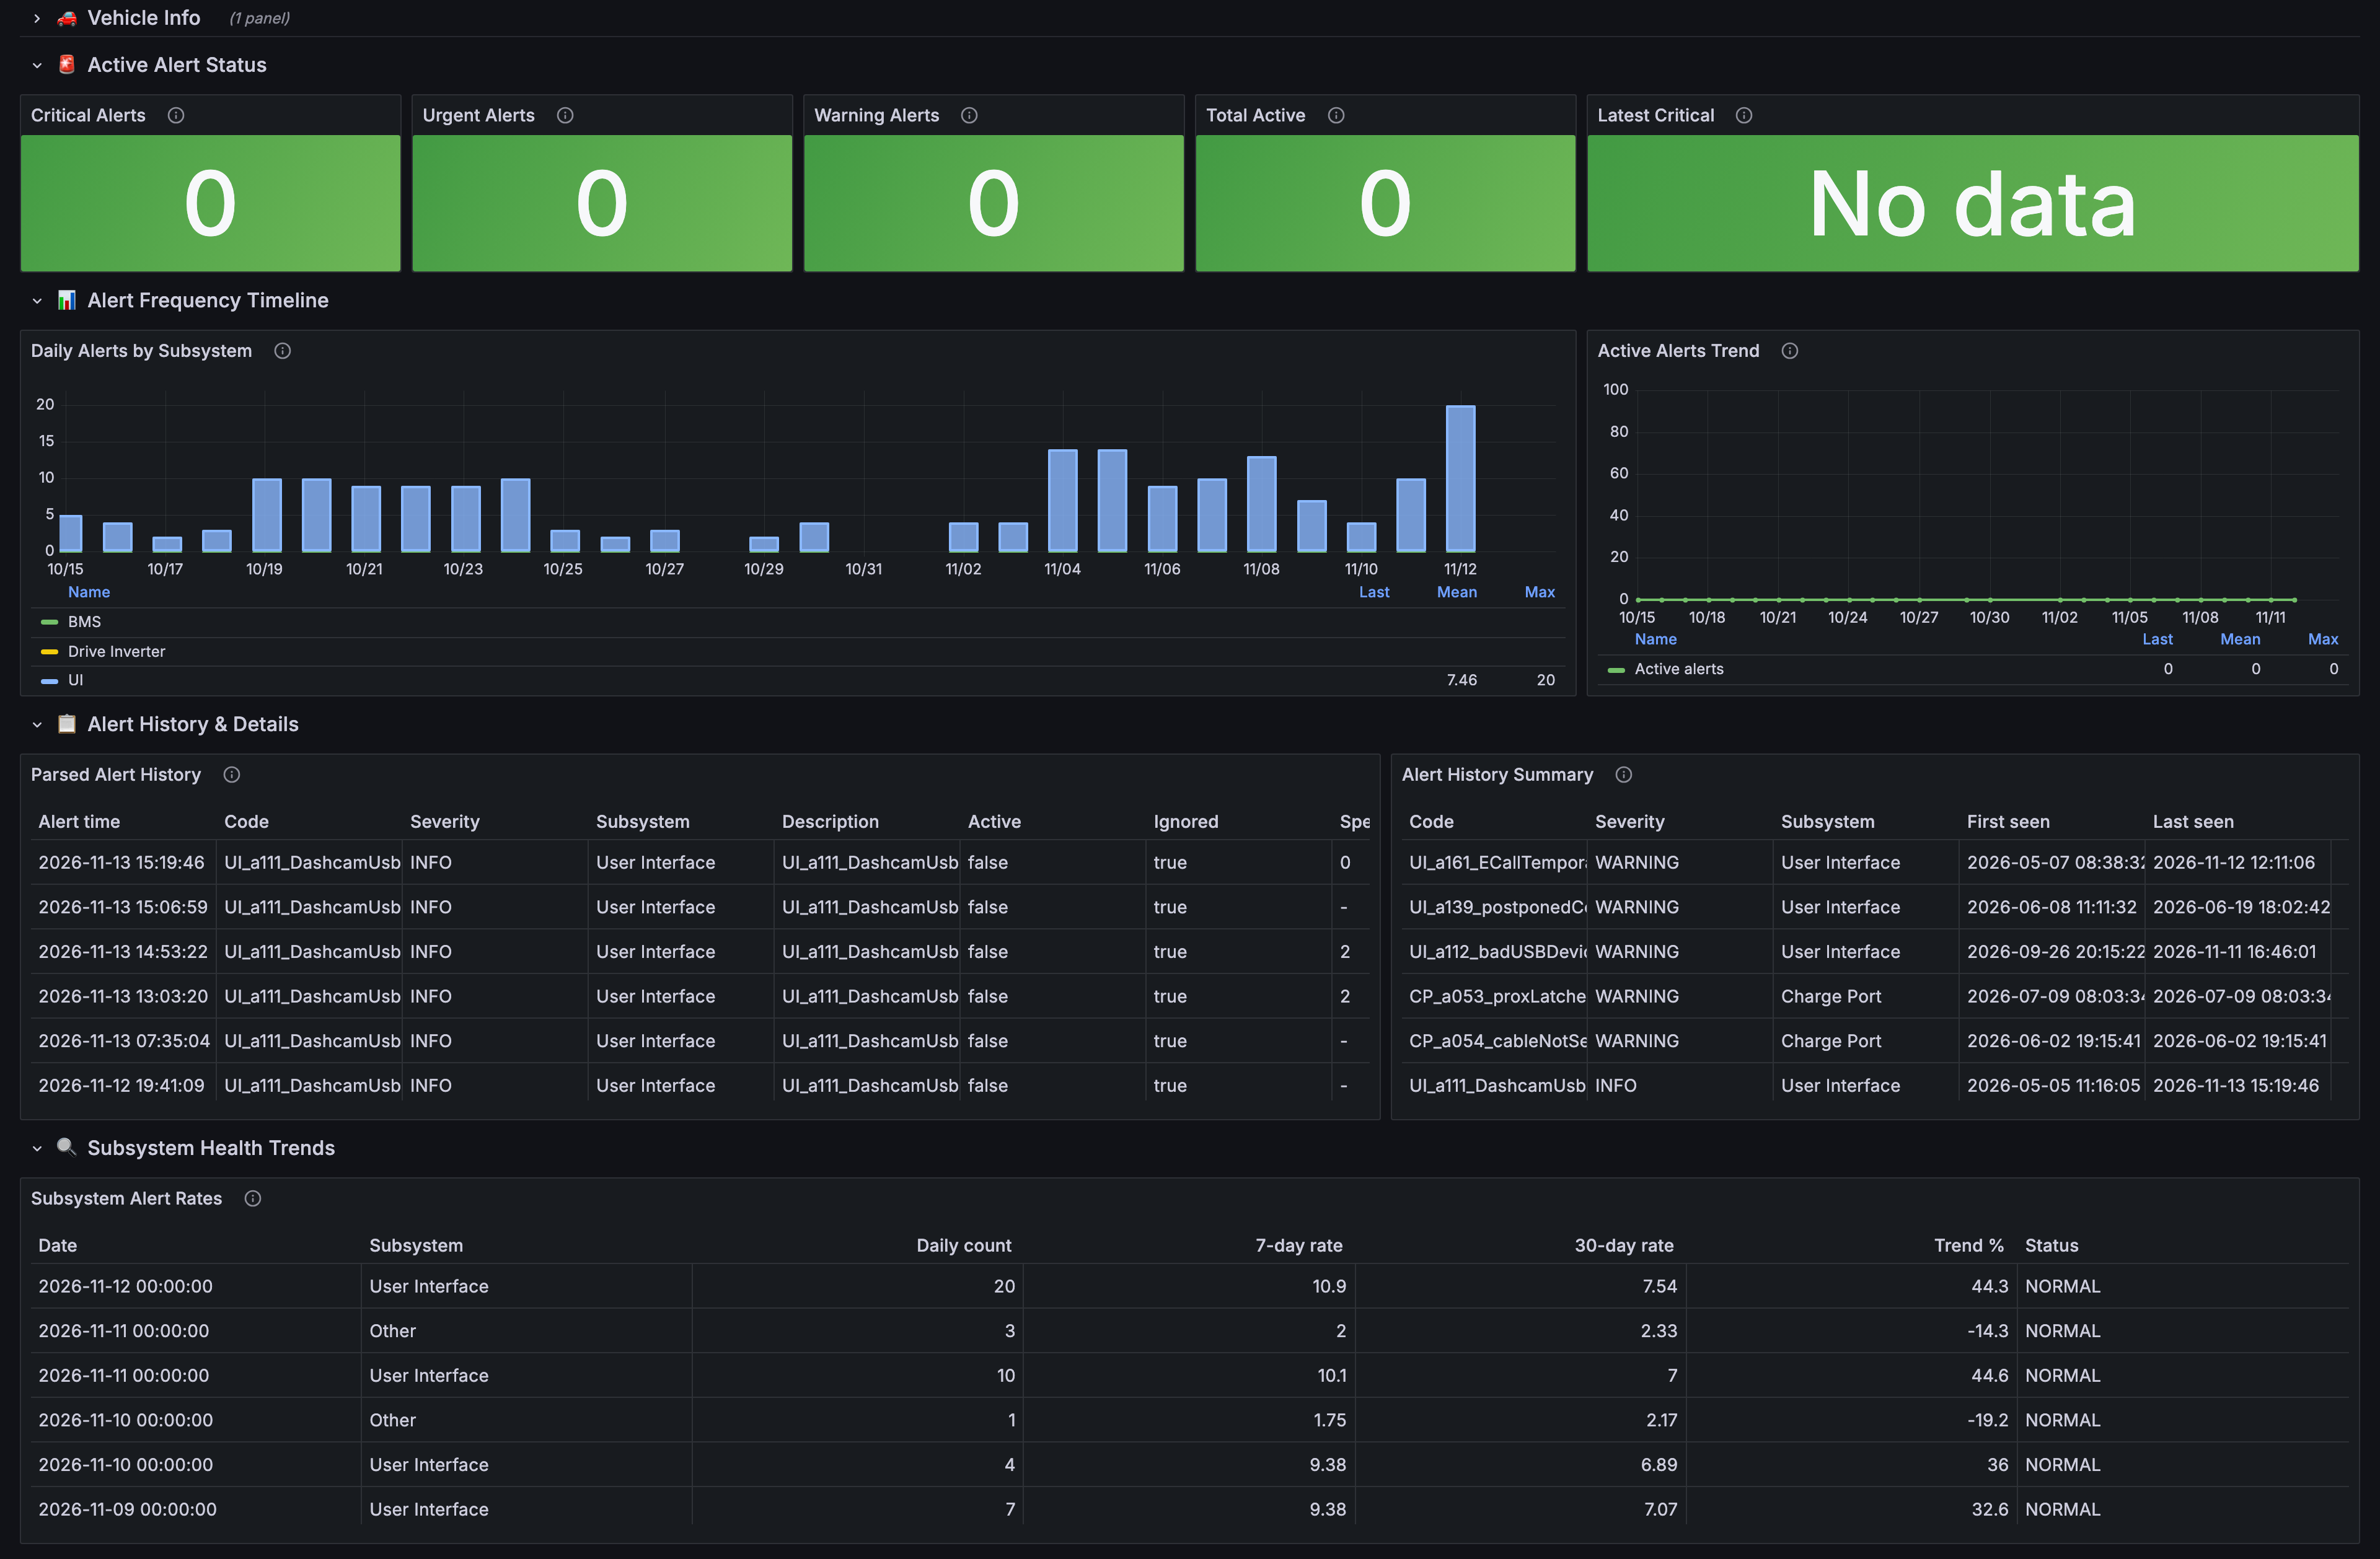 Vehicle Info (1 panel)
Active Alert Status
Critical Alerts
0
Urgent Alerts
0
Warning Alerts
0
Total Active
0
Latest Critical
No data
Alert Frequency Timeline
Daily Alerts by Subsystem
20
15
10
5
0
10/15 10/17 10/19 10/21 10/23 10/25 10/27 10/29 10/31 11/02 11/04 11/06 11/08 11/10 11/12
Name Last Mean Max
BMS
Drive Inverter
UI 7.46 20
Active Alerts Trend
100
80
60
40
20
0
10/15 10/18 10/21 10/24 10/27 10/30 11/02 11/05 11/08 11/11
Name Last Mean Max
Active alerts 0 0 0
Alert History & Details
Parsed Alert History
Alert time Code Severity Subsystem Description Active Ignored Spe
2026-11-13 15:19:46 UI_a111_DashcamUsb INFO User Interface UI_a111_DashcamUsb false true 0
2026-11-13 15:06:59 UI_a111_DashcamUsb INFO User Interface UI_a111_DashcamUsb false true -
2026-11-13 14:53:22 UI_a111_DashcamUsb INFO User Interface UI_a111_DashcamUsb false true 2
2026-11-13 13:03:20 UI_a111_DashcamUsb INFO User Interface UI_a111_DashcamUsb false true 2
2026-11-13 07:35:04 UI_a111_DashcamUsb INFO User Interface UI_a111_DashcamUsb false true -
2026-11-12 19:41:09 UI_a111_DashcamUsb INFO User Interface UI_a111_DashcamUsb false true -
Alert History Summary
Code Severity Subsystem First seen Last seen
UI_a161_ECallTempora WARNING User Interface 2026-05-07 08:38:32 2026-11-12 12:11:06
UI_a139_postponedCo WARNING User Interface 2026-06-08 11:11:32 2026-06-19 18:02:42
UI_a112_badUSBDevic WARNING User Interface 2026-09-26 20:15:22 2026-11-11 16:46:01
CP_a053_proxLatche WARNING Charge Port 2026-07-09 08:03:34 2026-07-09 08:03:34
CP_a054_cableNotSe WARNING Charge Port 2026-06-02 19:15:41 2026-06-02 19:15:41
UI_a111_DashcamUsb INFO User Interface 2026-05-05 11:16:05 2026-11-13 15:19:46
Subsystem Health Trends
Subsystem Alert Rates
Date Subsystem Daily count 7-day rate 30-day rate Trend % Status
2026-11-12 00:00:00 User Interface 20 10.9 7.54 44.3 NORMAL
2026-11-11 00:00:00 Other 3 2 2.33 -14.3 NORMAL
2026-11-11 00:00:00 User Interface 10 10.1 7 44.6 NORMAL
2026-11-10 00:00:00 Other 1 1.75 2.17 -19.2 NORMAL
2026-11-10 00:00:00 User Interface 4 9.38 6.89 36 NORMAL
2026-11-09 00:00:00 User Interface 7 9.38 7.07 32.6 NORMAL